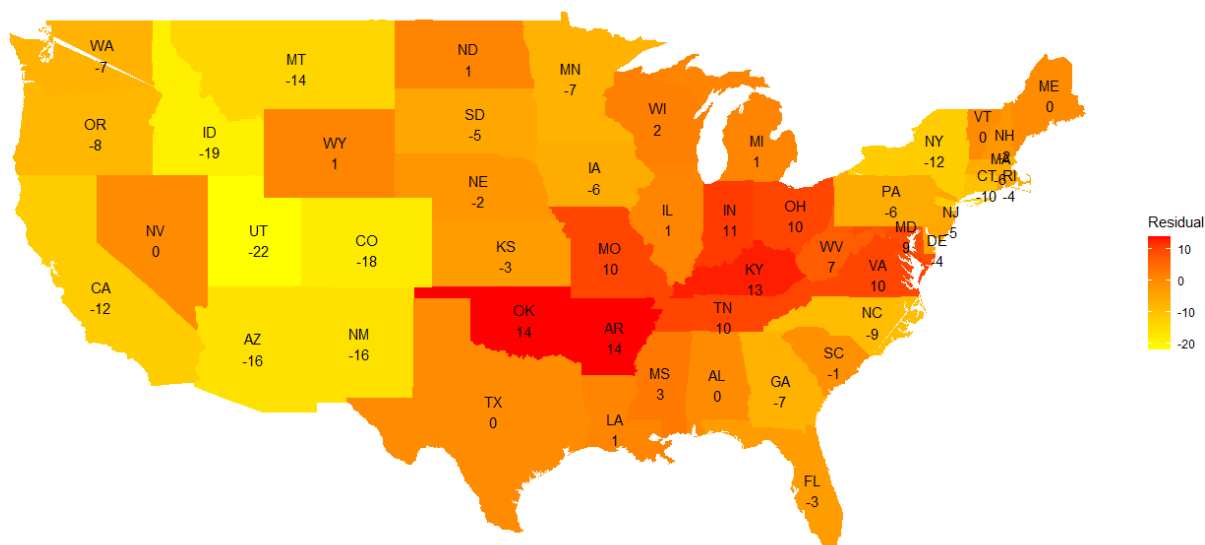 WA
-7
MT
-14
ND
1
MN
-7
ME
0
OR
-8
ID
-19
WY
1
SD
-5
WI
2
MI
1
NY
-12
VT
0
NH
-2
MA
-6
CT
-10
RI
-4
NE
-2
IA
-6
PA
-6
NJ
-5
NV
0
UT
-22
CO
-18
KS
-3
MO
10
IL
1
IN
11
OH
10
WV
7
MD
9
DE
-4
KY
13
VA
10
CA
-12
AZ
-16
NM
-16
OK
14
AR
14
TN
10
NC
-9
SC
-1
MS
3
AL
0
GA
-7
TX
0
LA
1
FL
-3
Residual
10
0
-10
-20